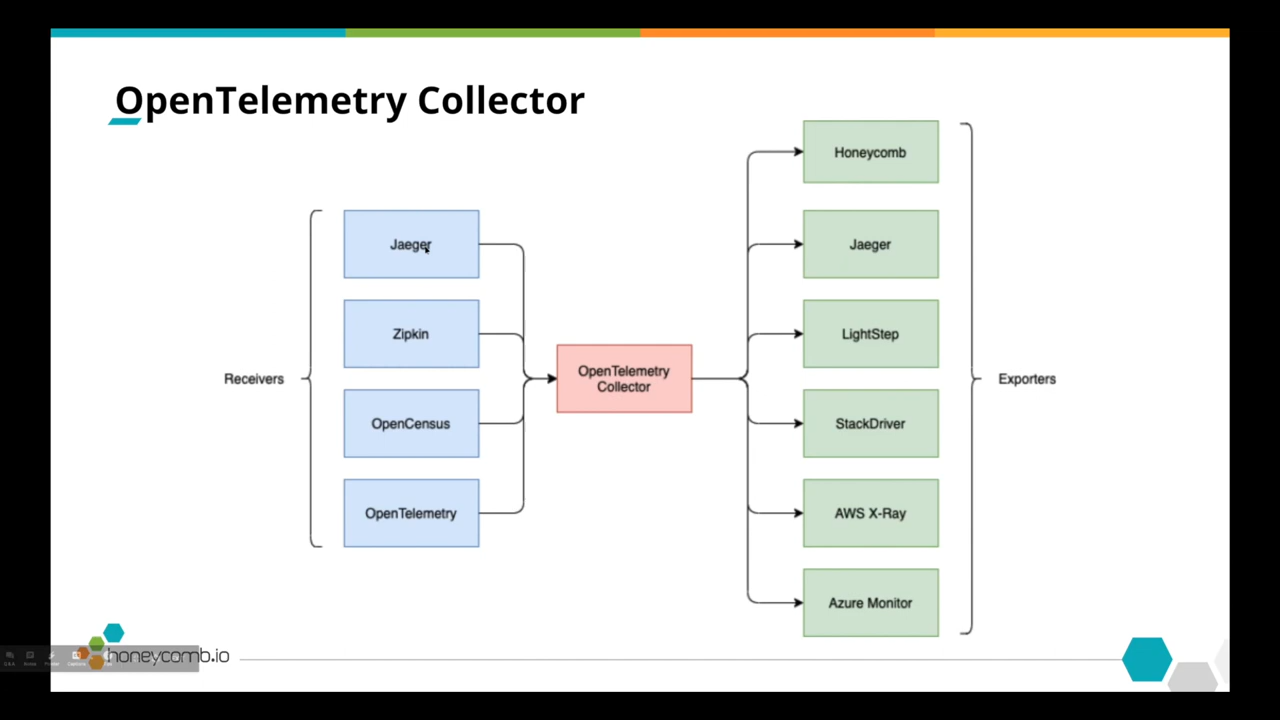 OpenTelemetry Collector
Honeycomb
Jaeger
Jaeger
LightStep
Zipkin
Receivers
OpenTelemetry
Collector
Exporters
OpenCensus
StackDriver
OpenTelemetry
AWS X-Ray
Azure Monitor
honeycomb.io